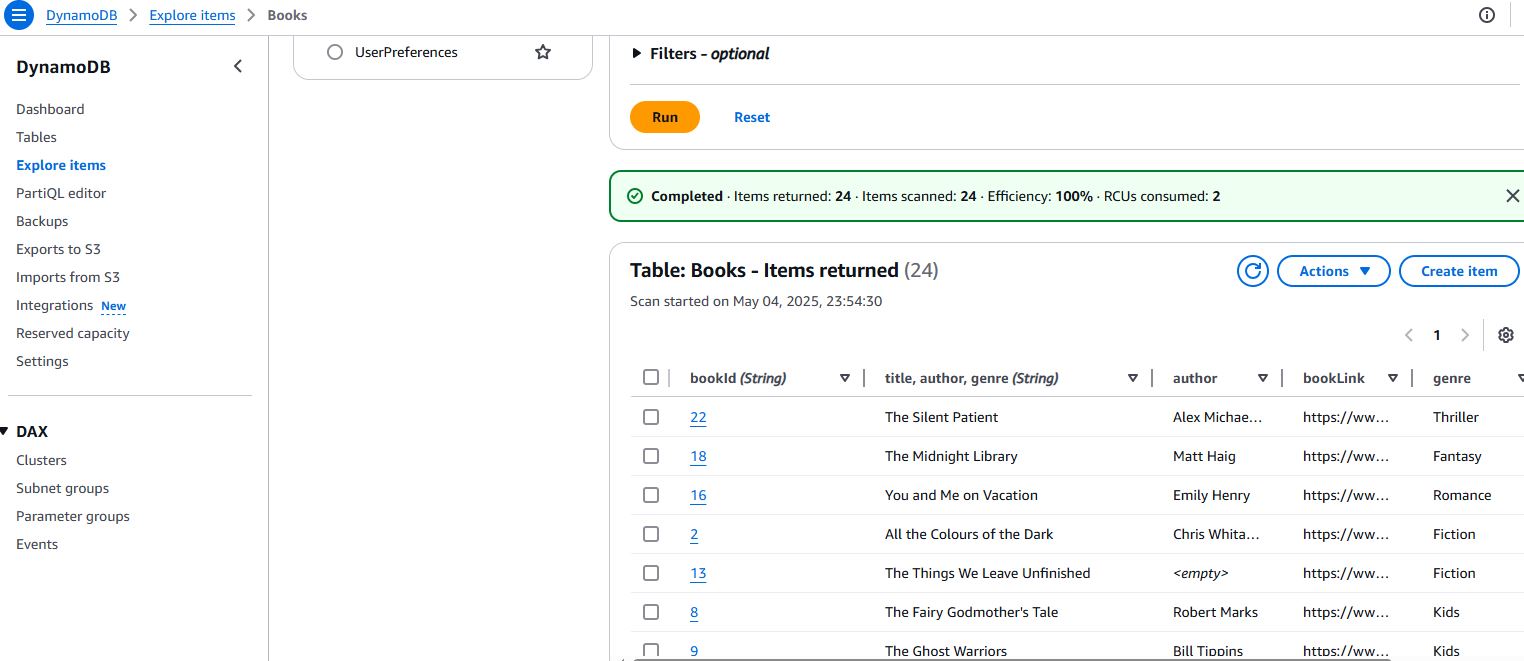 DynamoDB > Explore items > Books
DynamoDB
Dashboard
Tables
Explore items
PartiQL editor
Backups
Exports to S3
Imports from S3
Integrations New
Reserved capacity
Settings
DAX
Clusters
Subnet groups
Parameter groups
Events
UserPreferences
Filters - optional
Run Reset
Completed · Items returned: 24 · Items scanned: 24 · Efficiency: 100% · RCUs consumed: 2
Table: Books - Items returned (24)
Actions Create item
Scan started on May 04, 2025, 23:54:30
1
bookId (String) title, author, genre (String) author bookLink genre
22 The Silent Patient Alex Michae… https://ww… Thriller
18 The Midnight Library Matt Haig https://ww… Fantasy
16 You and Me on Vacation Emily Henry https://ww… Romance
2 All the Colours of the Dark Chris Whita… https://ww… Fiction
13 The Things We Leave Unfinished <empty> https://ww… Fiction
8 The Fairy Godmother's Tale Robert Marks https://ww… Kids
9 The Ghost Warriors Bill Tippins https://ww… Kids